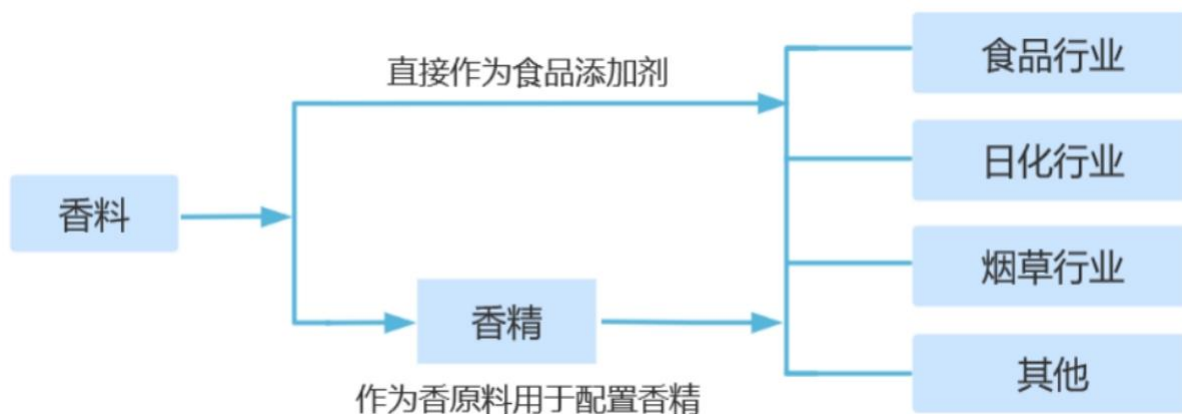 直接作为食品添加剂
食品行业
日化行业
香料
烟草行业
香精
其他
作为香原料用于配置香精